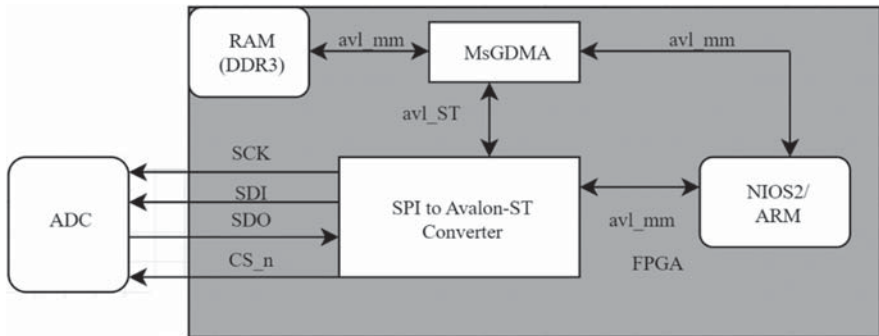 RAM
(DDR3)
avl_mm
MsGDMA
avl_mm
avl_ST
SCK
SDI
SDO
CS_n
ADC
SPI to Avalon-ST
Converter
avl_mm
NIOS2/
ARM
FPGA